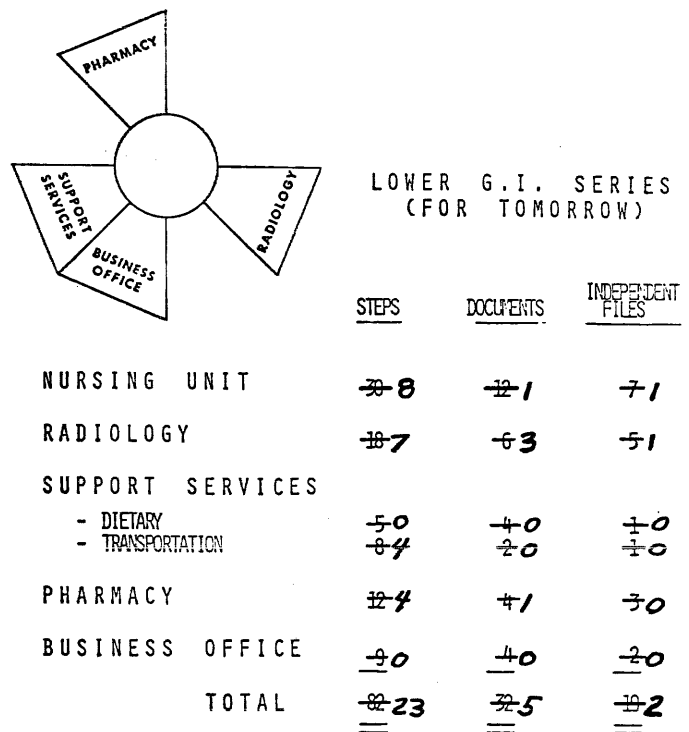 PHARMACY
SUPPORT
SERVICES
BUSINESS
OFFICE
RADIOLOGY
LOWER G.I. SERIES
(FOR TOMORROW)
STEPS DOCUMENTS INDEPENDENT
FILES
NURSING UNIT 30 8 12 1 7 1
RADIOLOGY 18 7 6 3 5 1
SUPPORT SERVICES
- DIETARY 5 0 4 0 1 0
- TRANSPORTATION 8 4 2 0 1 0
PHARMACY 12 4 4 1 3 0
BUSINESS OFFICE 9 0 4 0 2 0
TOTAL 82 23 32 5 19 2